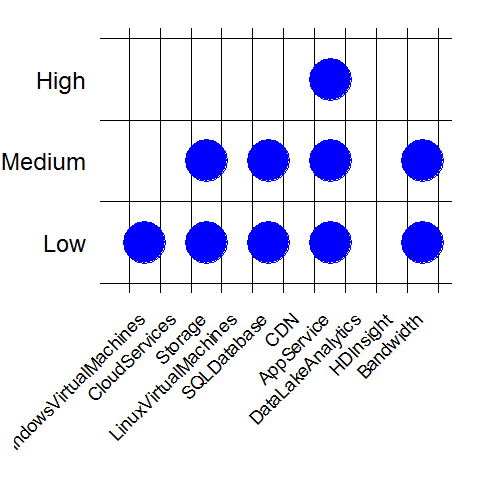 High
Medium
Low
ndowsVirtualMachines
CloudServices
Storage
LinuxVirtualMachines
SQLDatabase
CDN
AppService
DataLakeAnalytics
HDInsight
Bandwidth